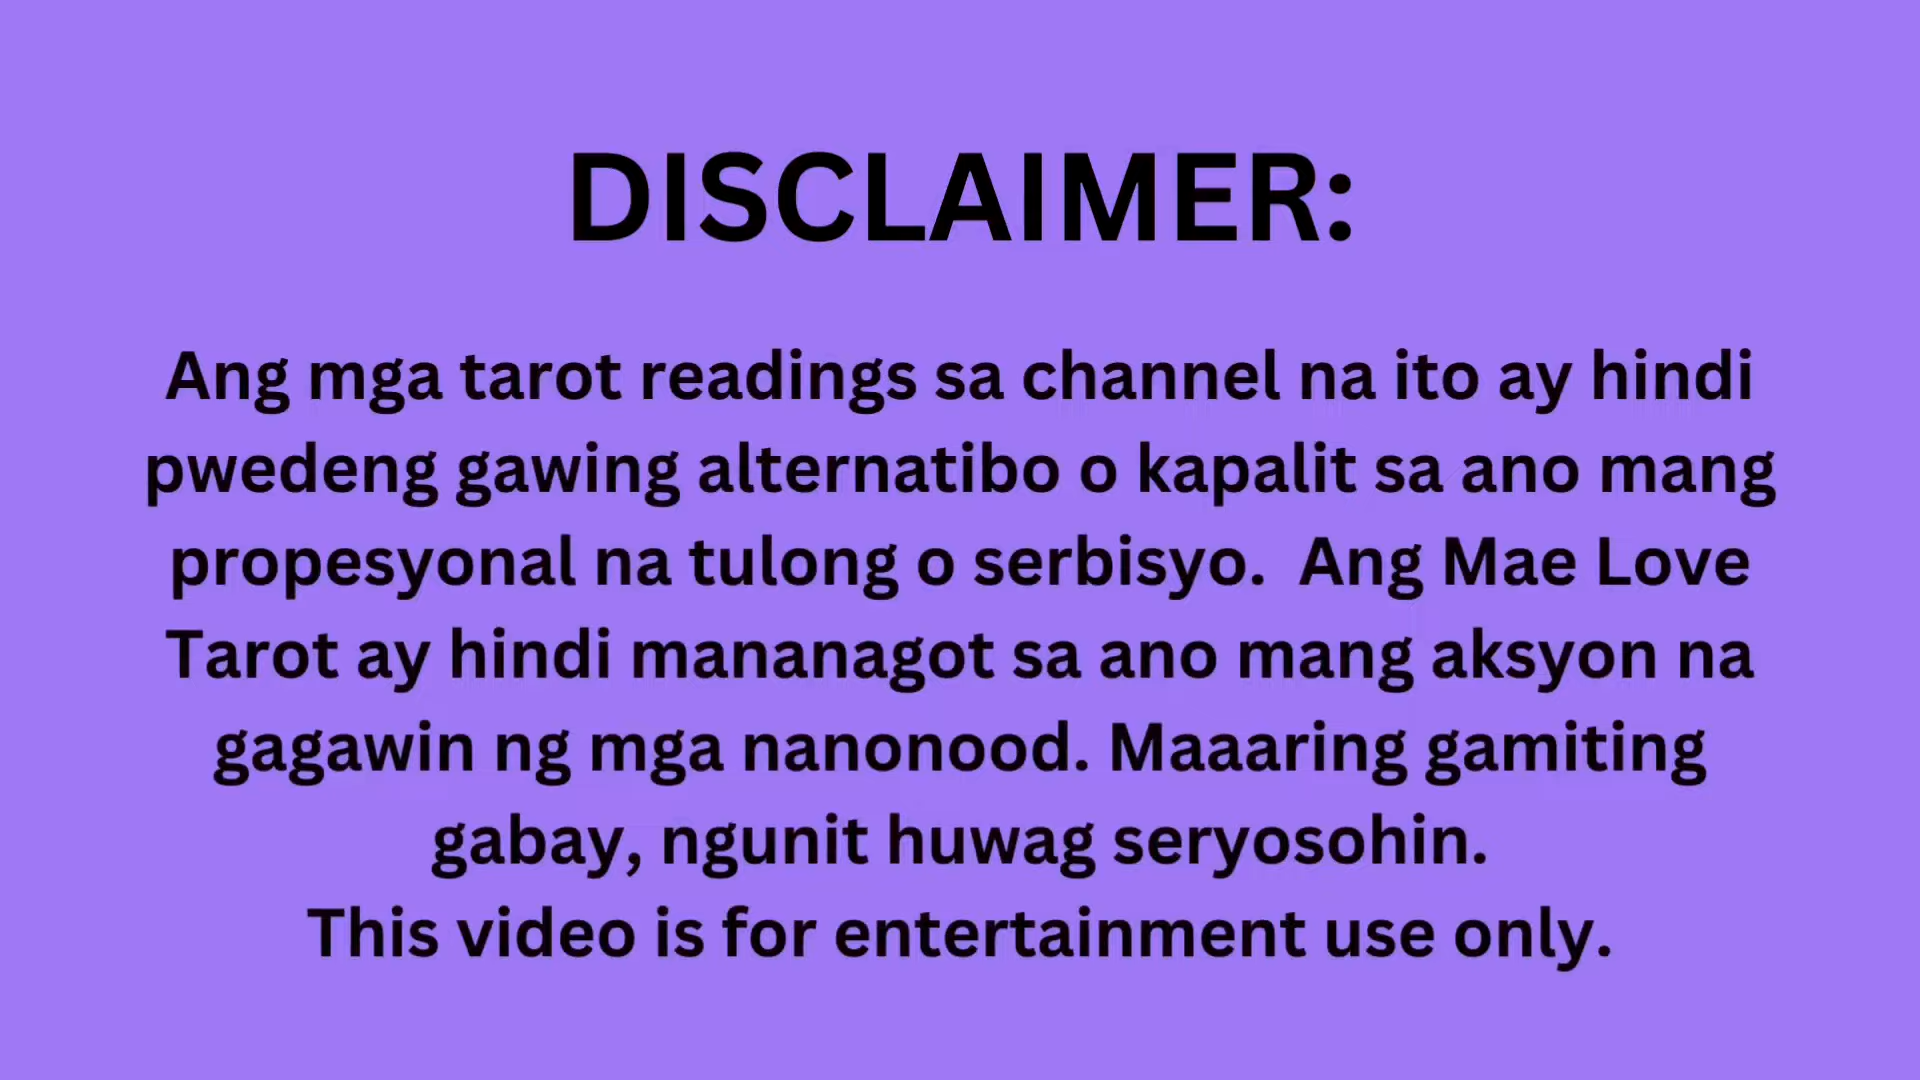 DISCLAIMER:
Ang mga tarot readings sa channel na ito ay hindi
pwedeng gawing alternatibo o kapalit sa ano mang
propesyonal na tulong o serbisyo.  Ang Mae Love
Tarot ay hindi mananagot sa ano mang aksyon na
gagawin ng mga nanonood. Maaaring gamiting
gabay, ngunit huwag seryosohin.
This video is for entertainment use only.